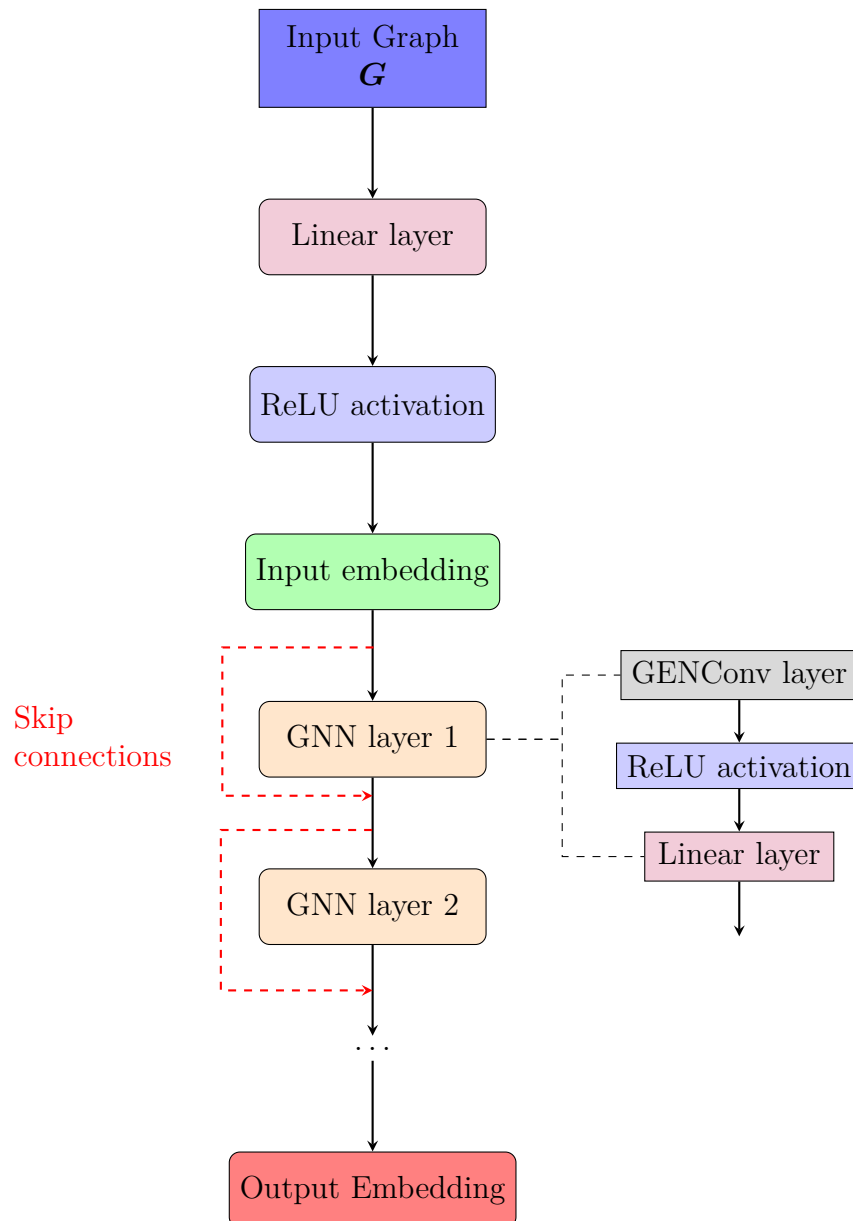 Input Graph
G
Linear layer
ReLU activation
Input embedding
Skip
connections
GNN layer 1
GENConv layer
ReLU activation
Linear layer
GNN layer 2
...
Output Embedding